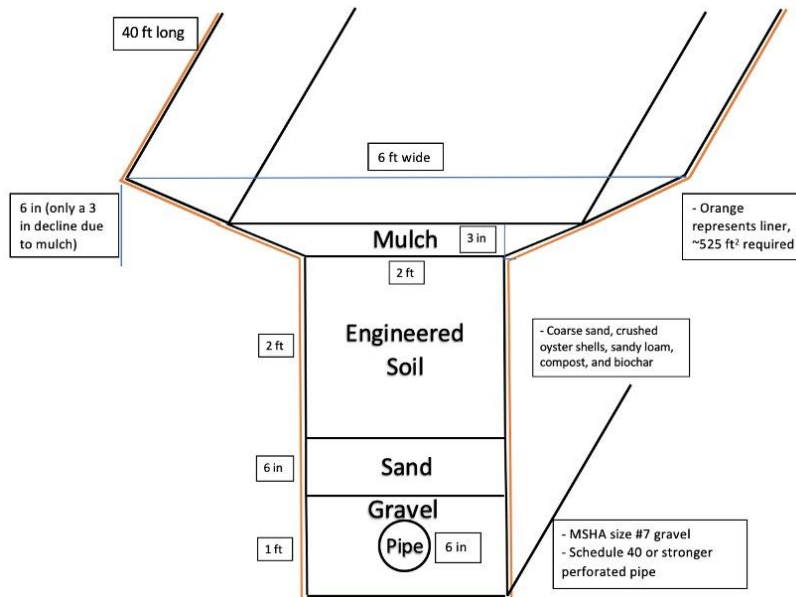 40 ft long
6 ft wide
6 in (only a 3
in decline due
to mulch)
Mulch
3 in
- Orange
represents liner,
~525 ft² required
2 ft
2 ft
Engineered
Soil
- Coarse sand, crushed
oyster shells, sandy loam,
compost, and biochar
6 in
Sand
Gravel
1 ft
Pipe
6 in
- MSHA size #7 gravel
- Schedule 40 or stronger
perforated pipe